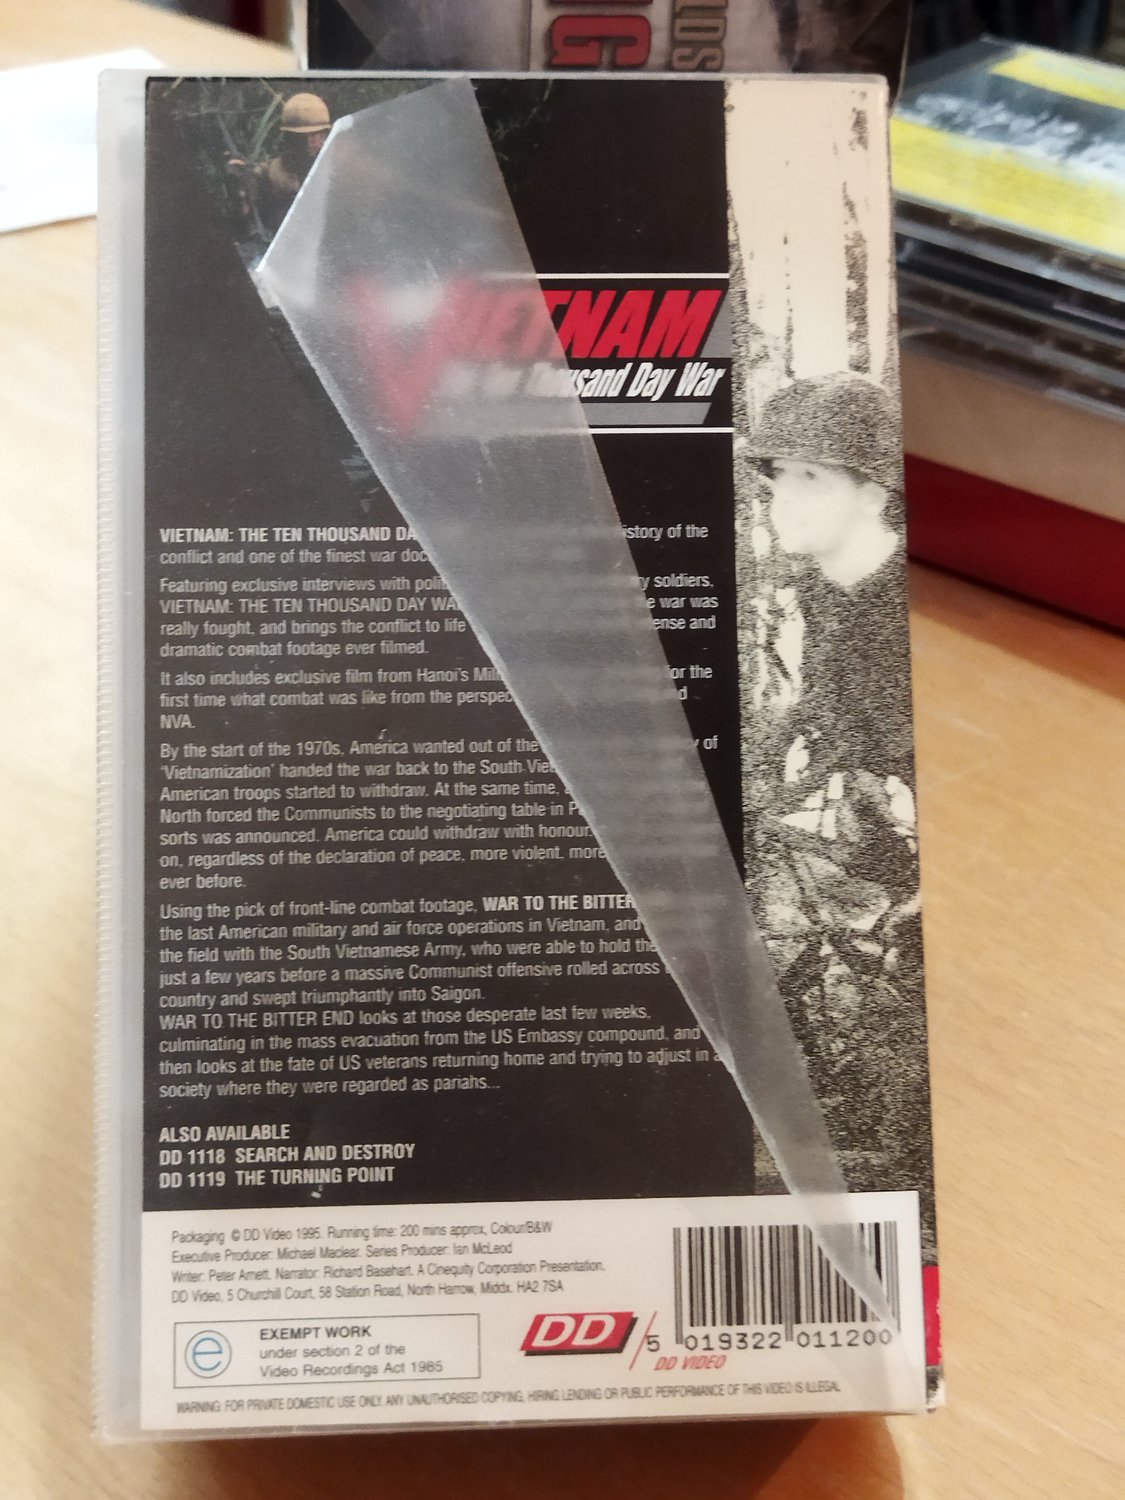 LDS
NG
VIETNAM
Thousand Day War
VIETNAM: THE TEN THOUSAND DA istory of the
conflict and one of the finest war doc
Featuring exclusive interviews with polit y soldiers,
VIETNAM: THE TEN THOUSAND DAY WA e war was
really fought, and brings the conflict to life ense and
dramatic combat footage ever filmed.
It also includes exclusive film from Hanoi's Mil or the
first time what combat was like from the perspec d
NVA.
By the start of the 1970s, America wanted out of the y of
'Vietnamization' handed the war back to the South Viet
American troops started to withdraw. At the same time,
North forced the Communists to the negotiating table in P
sorts was announced. America could withdraw with honour.
on, regardless of the declaration of peace, more violent, more
ever before.
Using the pick of front-line combat footage, WAR TO THE BITTER
the last American military and air force operations in Vietnam, and
the field with the South Vietnamese Army, who were able to hold the
just a few years before a massive Communist offensive rolled across
country and swept triumphantly into Saigon.
WAR TO THE BITTER END looks at those desperate last few weeks,
culminating in the mass evacuation from the US Embassy compound, and
then looks at the fate of US veterans returning home and trying to adjust in a
society where they were regarded as pariahs...
ALSO AVAILABLE
DD 1118 SEARCH AND DESTROY
DD 1119 THE TURNING POINT
Packaging © DD Video 1995. Running time: 200 mins approx, Colour/B&W
Executive Producer: Michael Maclear. Series Producer: Ian McLeod
Writer: Peter Arnett. Narrator: Richard Basehart. A Cinequity Corporation Presentation.
DD Video, 5 Churchill Court, 58 Station Road, North Harrow, Middx. HA2 7SA
e EXEMPT WORK
under section 2 of the
Video Recordings Act 1985
DD
DD VIDEO
5 019322 011200
WARNING: FOR PRIVATE DOMESTIC USE ONLY. ANY UNAUTHORISED COPYING, HIRING LENDING OR PUBLIC PERFORMANCE OF THIS VIDEO IS ILLEGAL